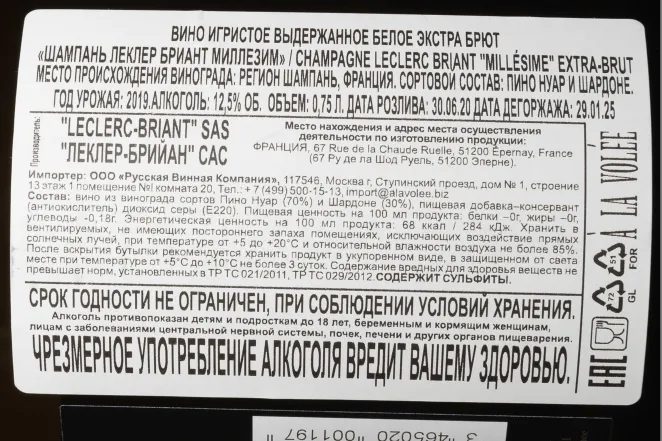 ВИНО ИГРИСТОЕ ВЫДЕРЖАННОЕ БЕЛОЕ ЭКСТРА БРЮТ
«ШАМПАНЬ ЛЕКЛЕР БРИАНТ МИЛЛЕЗИМ» / CHAMPAGNE LECLERC BRIANT "MILLÉSIME" EXTRA-BRUT
МЕСТО ПРОИСХОЖДЕНИЯ ВИНОГРАДА: РЕГИОН ШАМПАНЬ, ФРАНЦИЯ. СОРТОВОЙ СОСТАВ: ПИНО НУАР И ШАРДОНЕ.
ГОД УРОЖАЯ: 2019.АЛКОГОЛЬ: 12,5% ОБ. ОБЪЕМ: 0,75 Л. ДАТА РОЗЛИВА: 30.06.20 ДАТА ДЕГОРЖАЖА: 29.01.25
Производитель:
"LECLERC-BRIANT" SAS
"ЛЕКЛЕР-БРИЙАН" САС
Место нахождения и адрес места осуществления
деятельности по изготовлению продукции:
ФРАНЦИЯ, 67 Rue de la Chaude Ruelle, 51200 Épernay, France
(67 Ру де ла Шод Руель, 51200 Эперне).
Импортер: ООО «Русская Винная Компания», 117546, Москва г, Ступинский проезд, дом № 1, строение
13 этаж 1 помещение №I комната 20, Тел.: +7 (499) 500-15-13, import@alavolee.biz
Состав: вино из винограда сортов Пино Нуар (70%) и Шардоне (30%), пищевая добавка–консервант
(антиокислитель) диоксид серы (Е220). Пищевая ценность на 100 мл продукта: белки –0г, жиры –0г,
углеводы -0,18г. Энергетическая ценность на 100 мл продукта: 68 ккал / 284 кДж. Хранить в
вентилируемых, не имеющих постороннего запаха помещениях, исключающих воздействие прямых
солнечных лучей, при температуре от +5 до +20°С и относительной влажности воздуха не более 85%.
После вскрытия бутылки рекомендуется хранить продукт в укупоренном виде, в защищенном от света
месте при температуре от +5°С до +10°С не более 3 суток. Содержание вредных для здоровья веществ не
превышает норм, установленных в ТР ТС 021/2011, ТР ТС 029/2012.СОДЕРЖИТ СУЛЬФИТЫ.
СРОК ГОДНОСТИ НЕ ОГРАНИЧЕН, ПРИ СОБЛЮДЕНИИ УСЛОВИЙ ХРАНЕНИЯ.
Алкоголь противопоказан детям и подросткам до 18 лет, беременным и кормящим женщинам,
лицам с заболеваниями центральной нервной системы, почек, печени и других органов пищеварения.
ЧРЕЗМЕРНОЕ УПОТРЕБЛЕНИЕ АЛКОГОЛЯ ВРЕДИТ ВАШЕМУ ЗДОРОВЬЮ.
À LA VOLÉE
72
GL
51
FOR
EAC
3 "465020 "001197 "